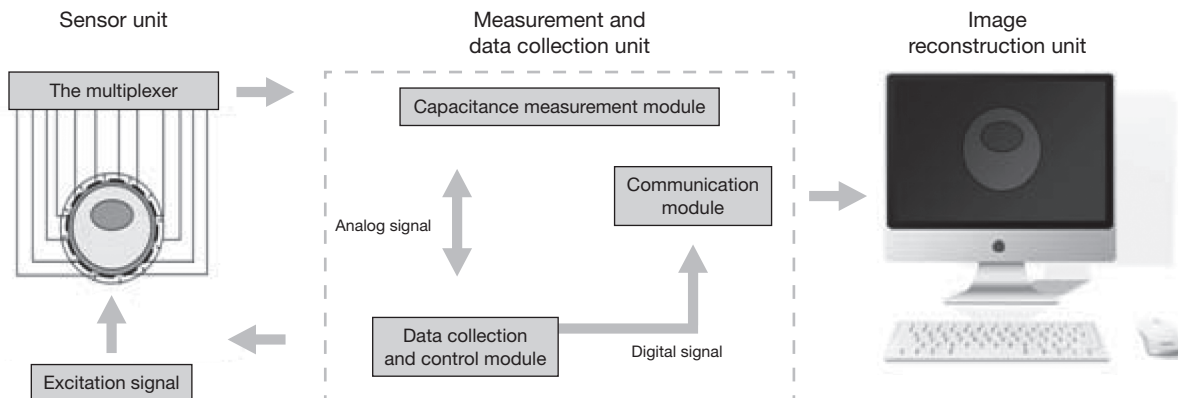 Sensor unit
Measurement and
data collection unit
Image
reconstruction unit
The multiplexer
Capacitance measurement module
Communication
module
Analog signal
Data collection
and control module
Digital signal
Excitation signal